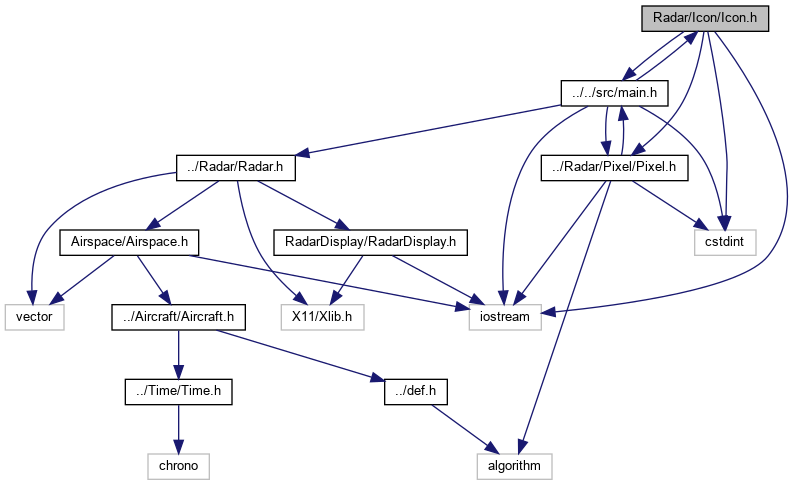 Radar/Icon/Icon.h
../../src/main.h
../Radar/Radar.h
../Radar/Pixel/Pixel.h
Airspace/Airspace.h
RadarDisplay/RadarDisplay.h
cstdint
vector
../Aircraft/Aircraft.h
X11/Xlib.h
iostream
../Time/Time.h
../def.h
chrono
algorithm